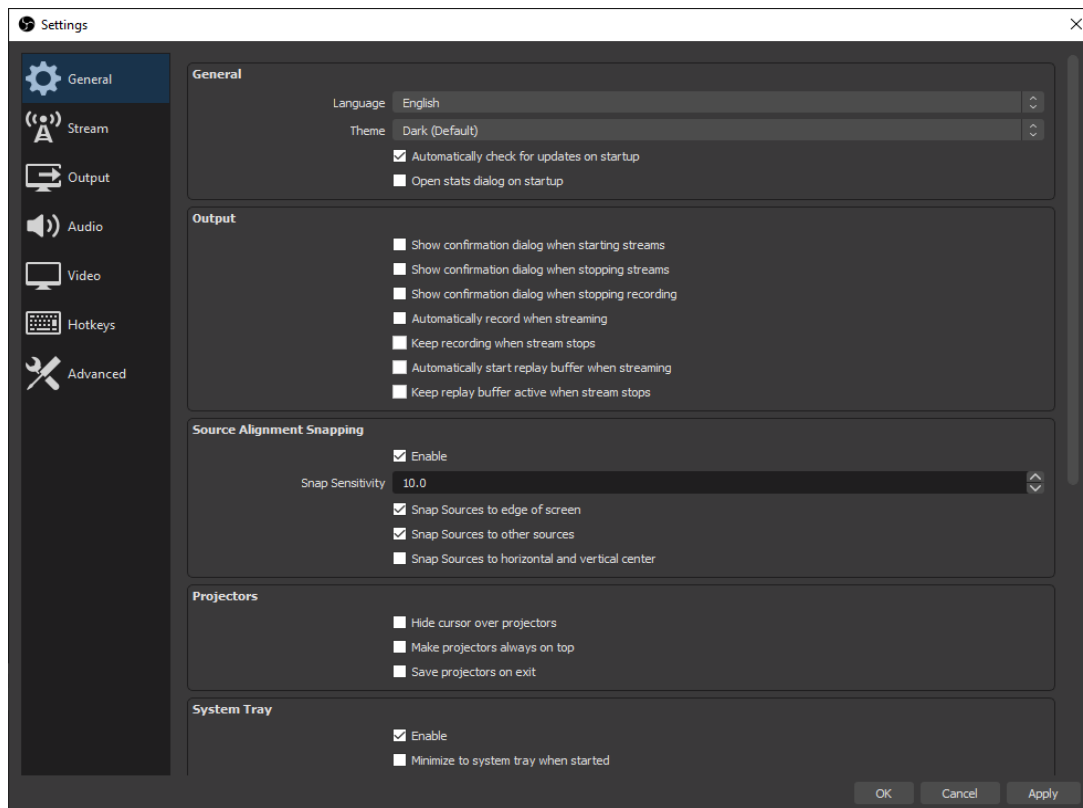 Settings
General
Stream
Output
Audio
Video
Hotkeys
Advanced
General
Language English
Theme Dark (Default)
Automatically check for updates on startup
Open stats dialog on startup
Output
Show confirmation dialog when starting streams
Show confirmation dialog when stopping streams
Show confirmation dialog when stopping recording
Automatically record when streaming
Keep recording when stream stops
Automatically start replay buffer when streaming
Keep replay buffer active when stream stops
Source Alignment Snapping
Enable
Snap Sensitivity 10.0
Snap Sources to edge of screen
Snap Sources to other sources
Snap Sources to horizontal and vertical center
Projectors
Hide cursor over projectors
Make projectors always on top
Save projectors on exit
System Tray
Enable
Minimize to system tray when started
OK Cancel Apply